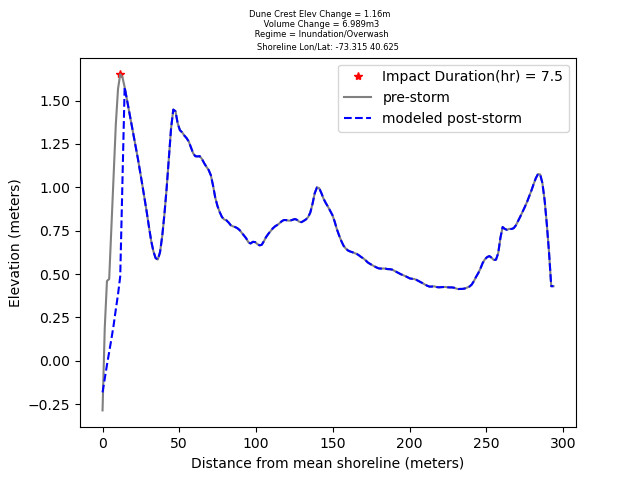 Dune Crest Elev Change = 1.16m
Volume Change = 6.989m3
Regime = Inundation/Overwash
Shoreline Lon/Lat: -73.315 40.625
Impact Duration(hr) = 7.5
pre-storm
modeled post-storm
Elevation (meters)
1.50
1.25
1.00
0.75
0.50
0.25
0.00
−0.25
0 50 100 150 200 250 300
Distance from mean shoreline (meters)